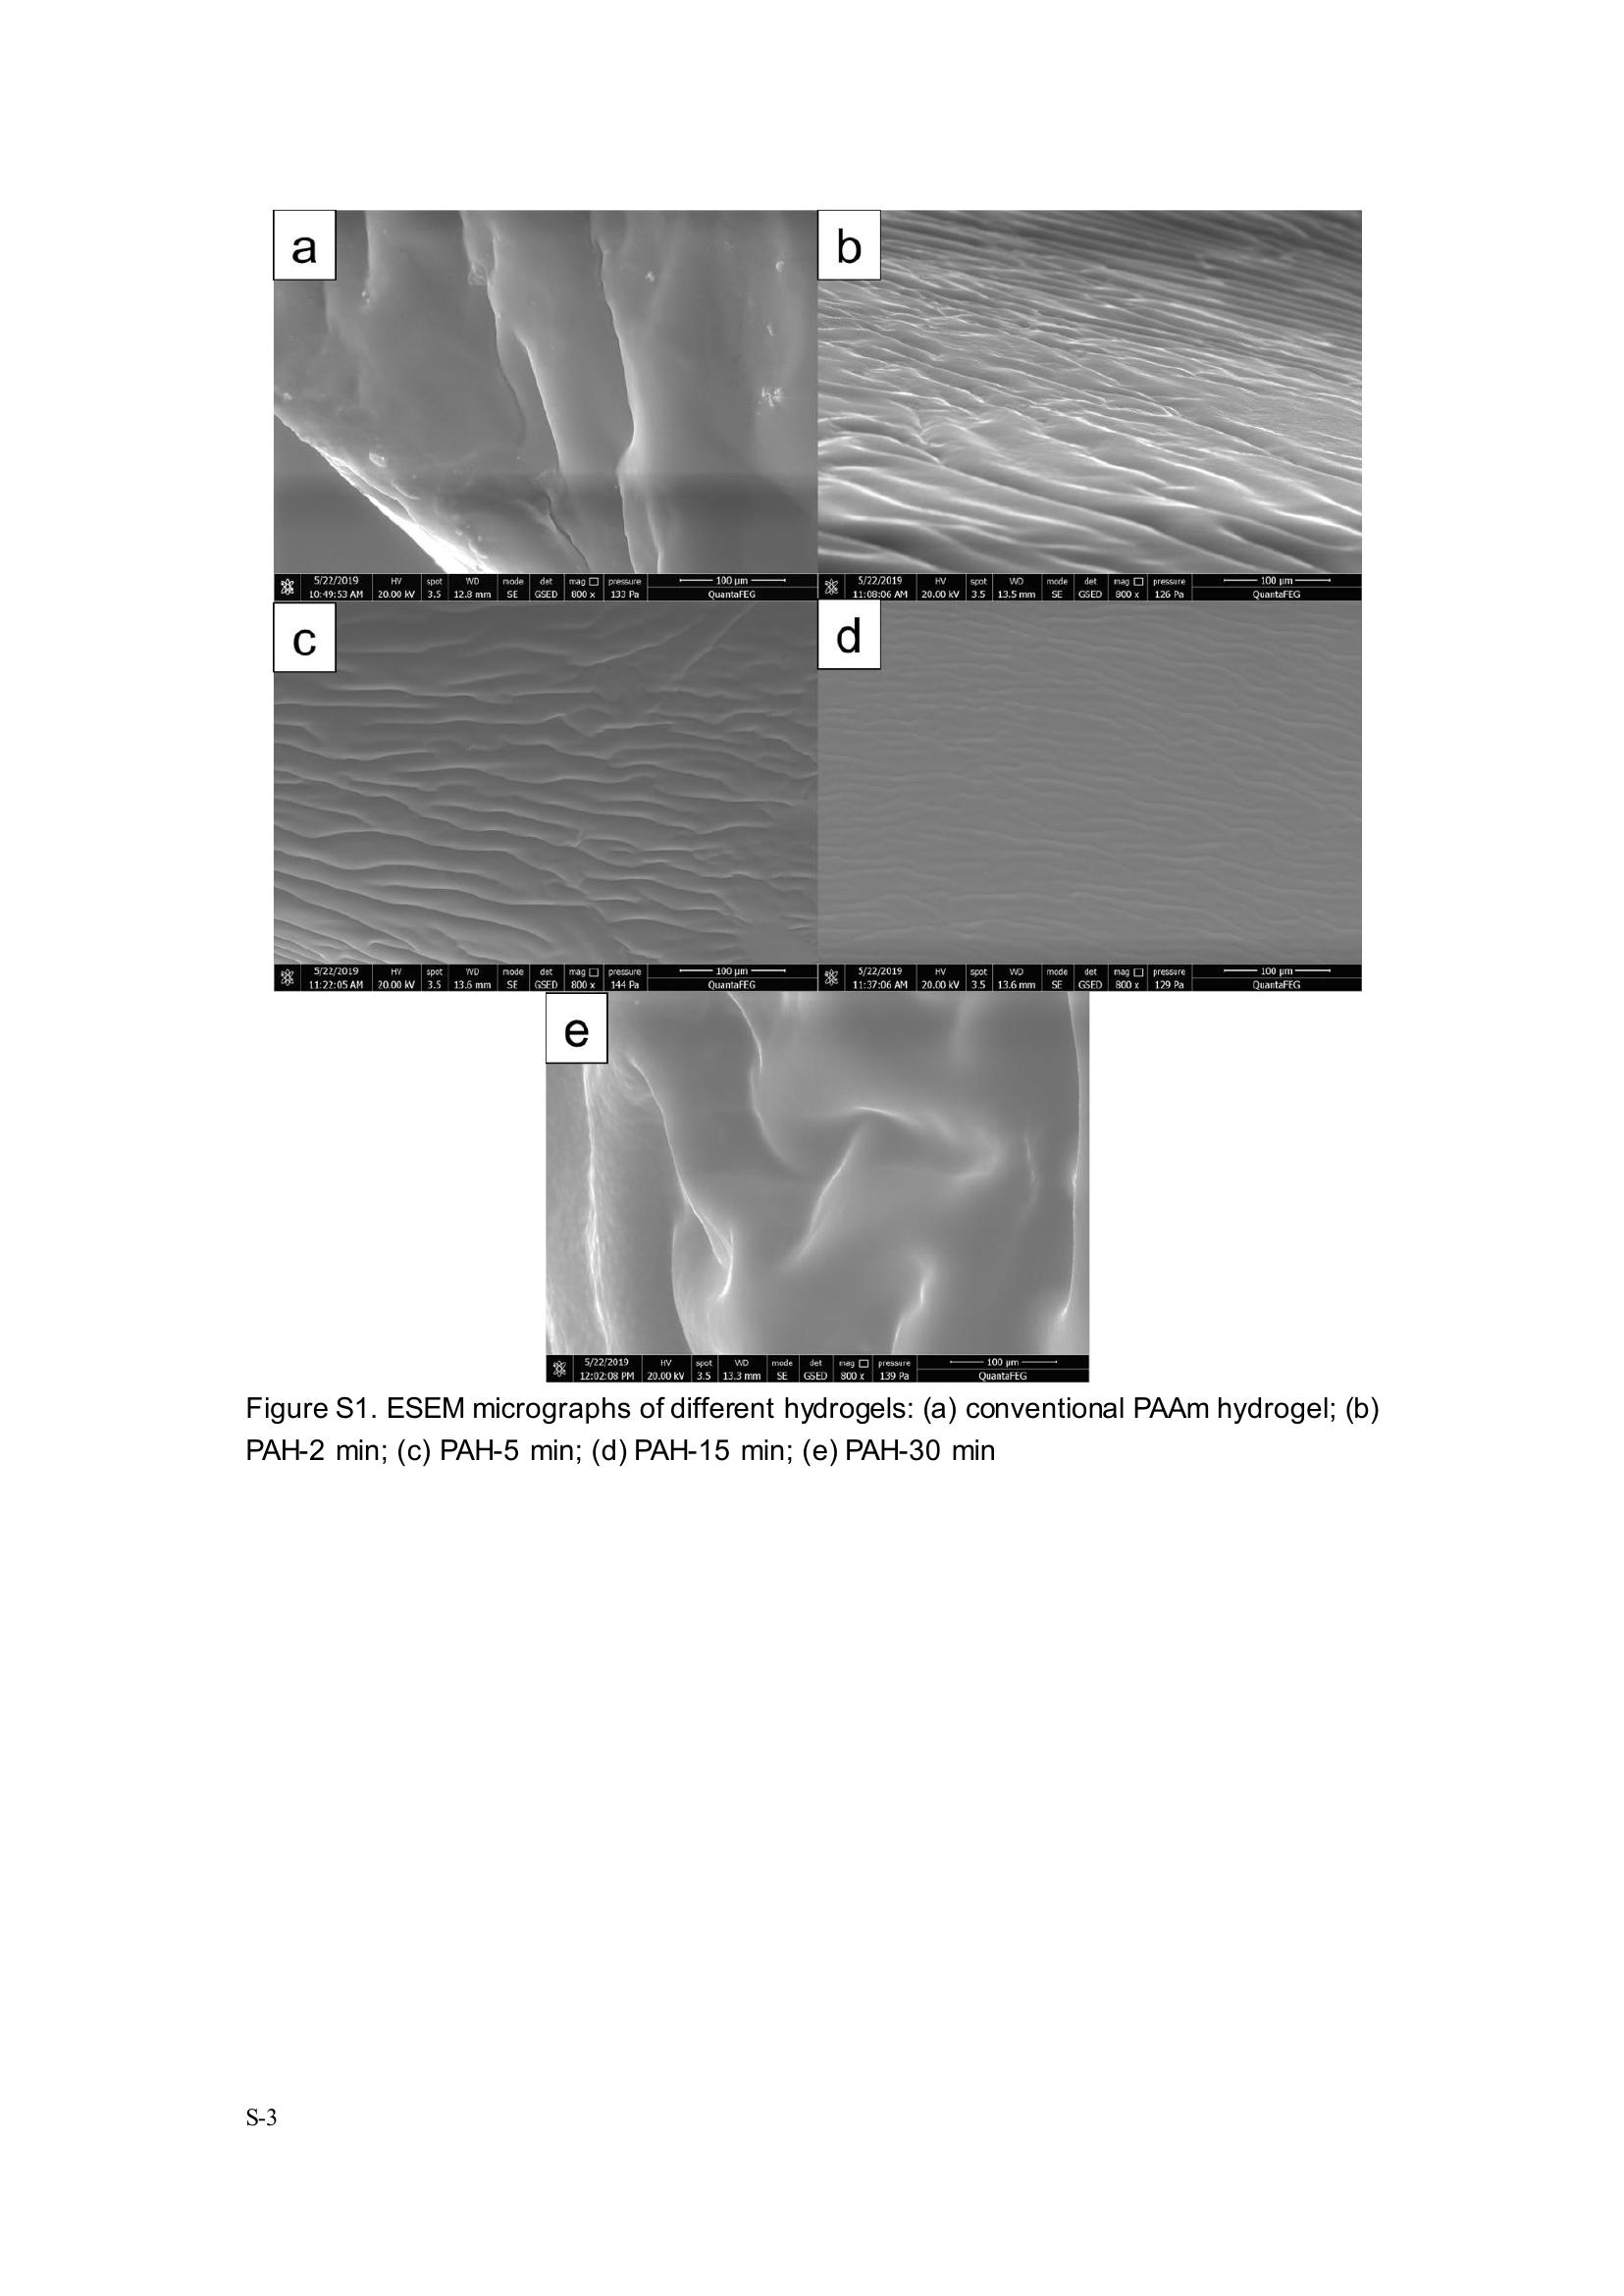 a
b
5/22/2019 HV spot WD mode det mag pressure 100 µm
10:49:53 AM 20.00 kV 3.5 12.8 mm SE GSED 800 x 133 Pa QuantaFEG
5/22/2019 HV spot WD mode det mag pressure 100 µm
11:08:06 AM 20.00 kV 3.5 13.5 mm SE GSED 800 x 126 Pa QuantaFEG
c
d
5/22/2019 HV spot WD mode det mag pressure 100 µm
11:22:05 AM 20.00 kV 3.5 13.6 mm SE GSED 800 x 144 Pa QuantaFEG
5/22/2019 HV spot WD mode det mag pressure 100 µm
11:37:06 AM 20.00 kV 3.5 13.6 mm SE GSED 800 x 129 Pa QuantaFEG
e
5/22/2019 HV spot WD mode det mag pressure 100 µm
12:02:08 PM 20.00 kV 3.5 13.3 mm SE GSED 800 x 139 Pa QuantaFEG
Figure S1. ESEM micrographs of different hydrogels: (a) conventional PAAm hydrogel; (b)
PAH-2 min; (c) PAH-5 min; (d) PAH-15 min; (e) PAH-30 min
S-3